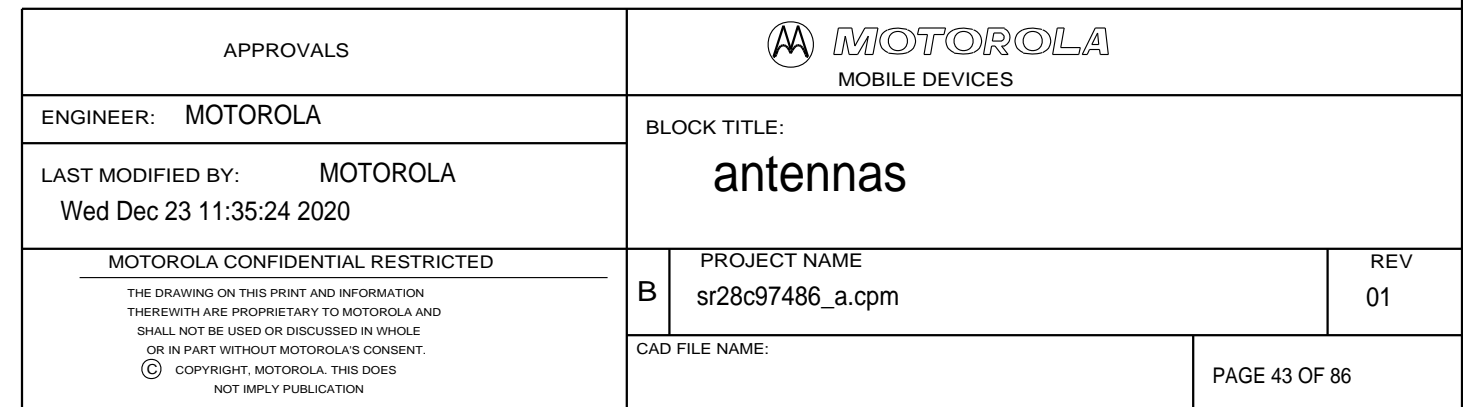 APPROVALS
MOTOROLA
MOBILE DEVICES
ENGINEER: MOTOROLA
BLOCK TITLE:
antennas
LAST MODIFIED BY: MOTOROLA
Wed Dec 23 11:35:24 2020
MOTOROLA CONFIDENTIAL RESTRICTED
THE DRAWING ON THIS PRINT AND INFORMATION
THEREWITH ARE PROPRIETARY TO MOTOROLA AND
SHALL NOT BE USED OR DISCUSSED IN WHOLE
OR IN PART WITHOUT MOTOROLA'S CONSENT.
© COPYRIGHT, MOTOROLA. THIS DOES
NOT IMPLY PUBLICATION
B
PROJECT NAME
sr28c97486_a.cpm
REV
01
CAD FILE NAME:
PAGE 43 OF 86